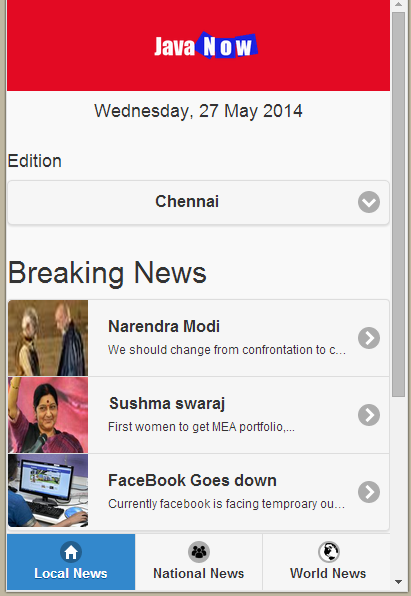 Java Now
Wednesday, 27 May 2014
Edition
Chennai
Breaking News
Narendra Modi
We should change from confrontation to c...
Sushma swaraj
First women to get MEA portfolio,...
FaceBook Goes down
Currently facebook is facing temproary ou...
Local News
National News
World News